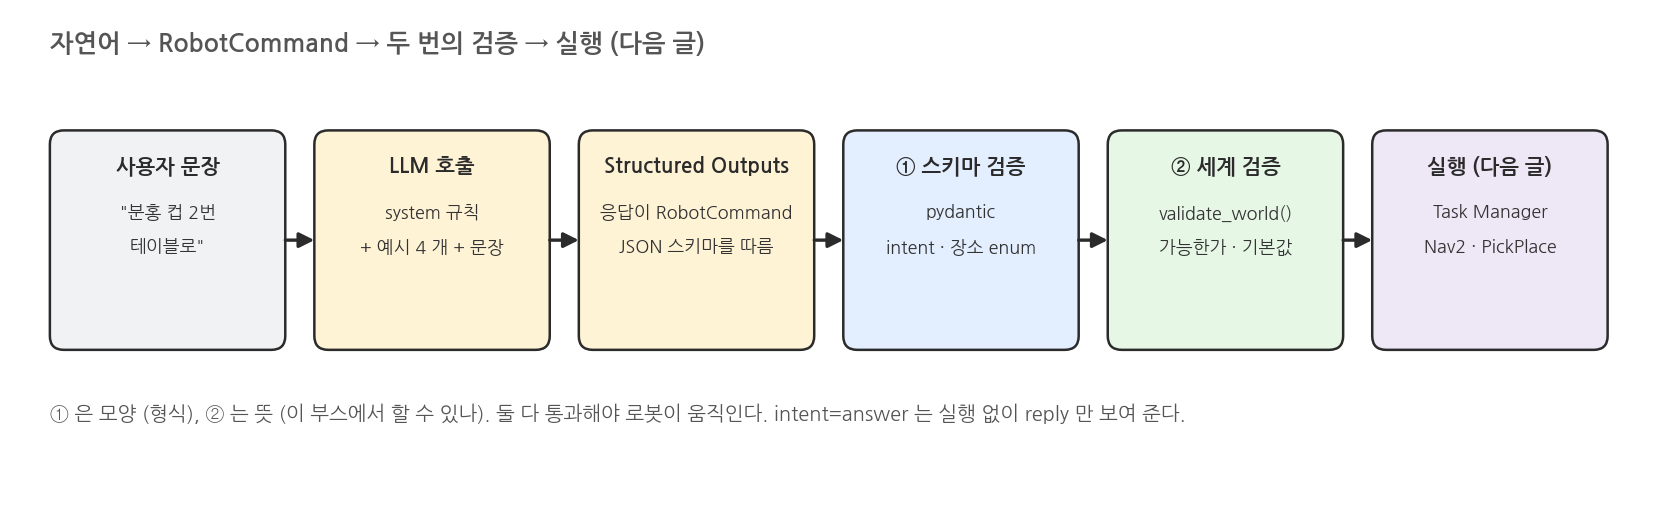 자연어 → RobotCommand → 두 번의 검증 → 실행 (다음 글)
사용자 문장
"분홍 컵 2번
테이블로"
LLM 호출
system 규칙
+ 예시 4 개 + 문장
Structured Outputs
응답이 RobotCommand
JSON 스키마를 따름
① 스키마 검증
pydantic
intent · 장소 enum
② 세계 검증
validate_world()
가능한가 · 기본값
실행 (다음 글)
Task Manager
Nav2 · PickPlace
① 은 모양 (형식), ② 는 뜻 (이 부스에서 할 수 있나). 둘 다 통과해야 로봇이 움직인다. intent=answer 는 실행 없이 reply 만 보여 준다.